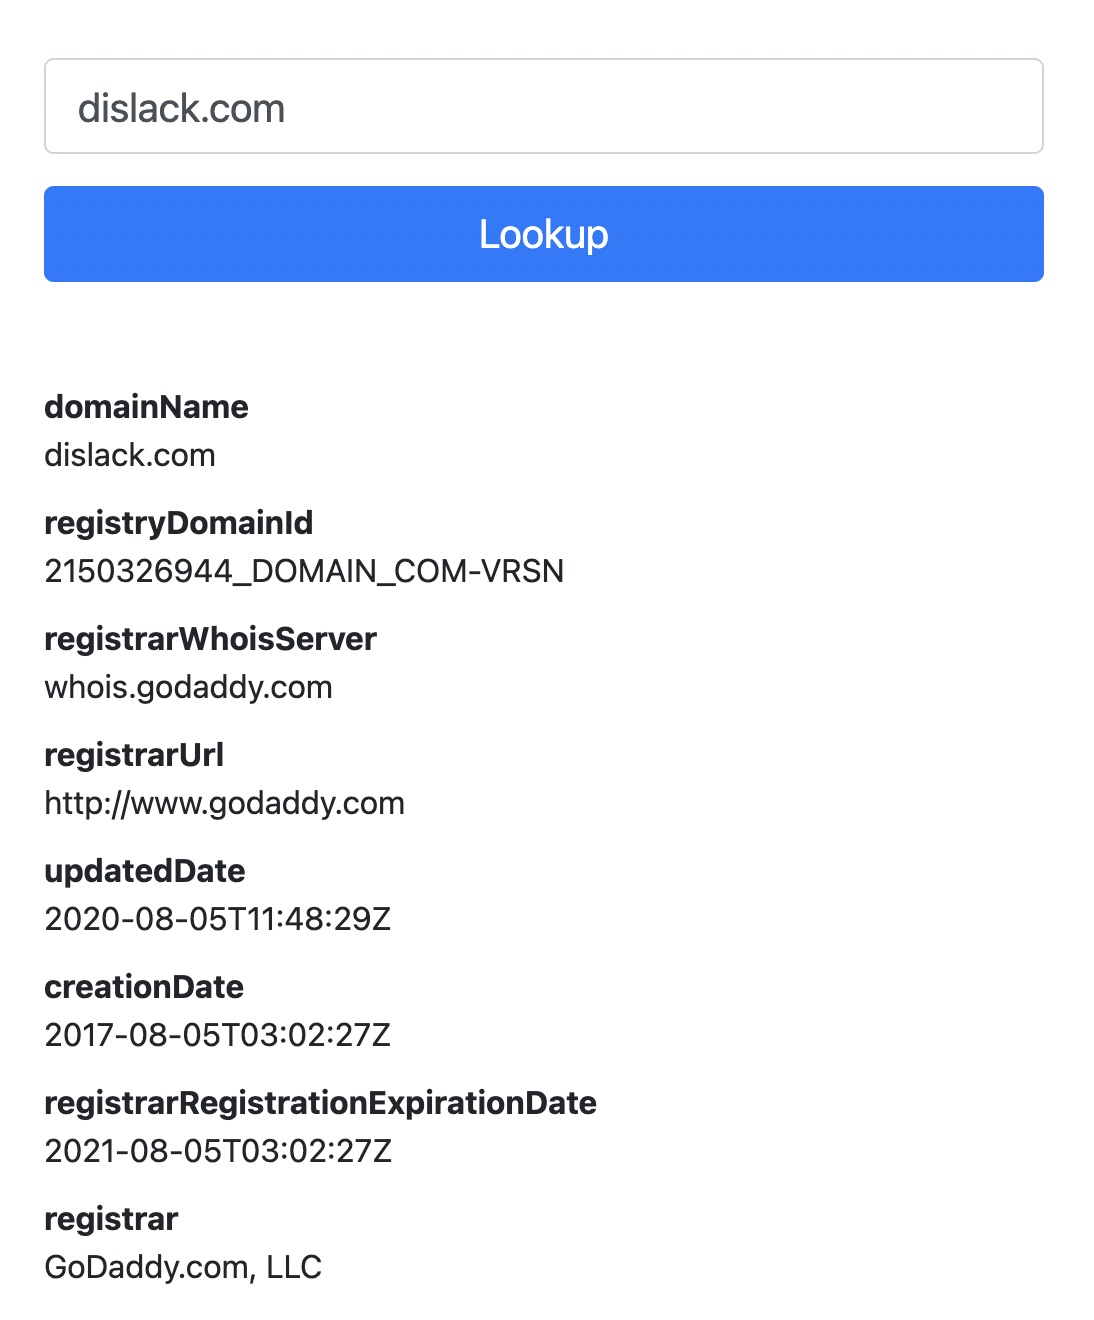 dislack.com
Lookup
domainName
dislack.com
registryDomainId
2150326944_DOMAIN_COM-VRSN
registrarWhoisServer
whois.godaddy.com
registrarUrl
http://www.godaddy.com
updatedDate
2020-08-05T11:48:29Z
creationDate
2017-08-05T03:02:27Z
registrarRegistrationExpirationDate
2021-08-05T03:02:27Z
registrar
GoDaddy.com, LLC